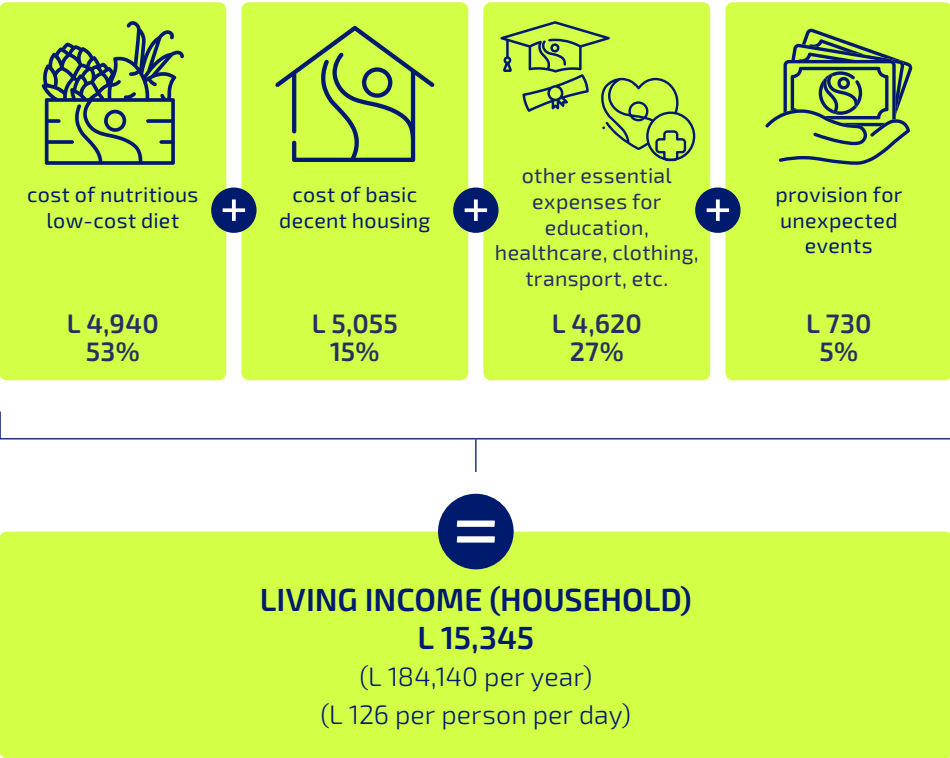 cost of nutritious
low-cost diet
L 4,940
53%
+
cost of basic
decent housing
L 5,055
15%
+
other essential
expenses for
education,
healthcare, clothing,
transport, etc.
L 4,620
27%
+
provision for
unexpected
events
L 730
5%
=
LIVING INCOME (HOUSEHOLD)
L 15,345
(L 184,140 per year)
(L 126 per person per day)